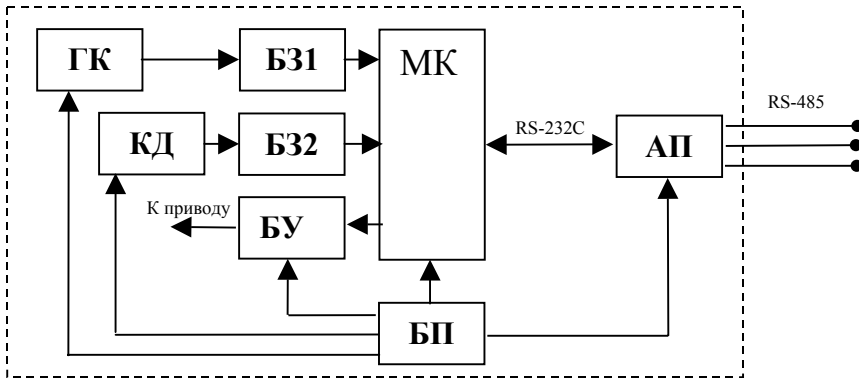 ГК
БЗ1
МК
RS-485
КД
БЗ2
RS-232C
АП
К приводу
БУ
БП